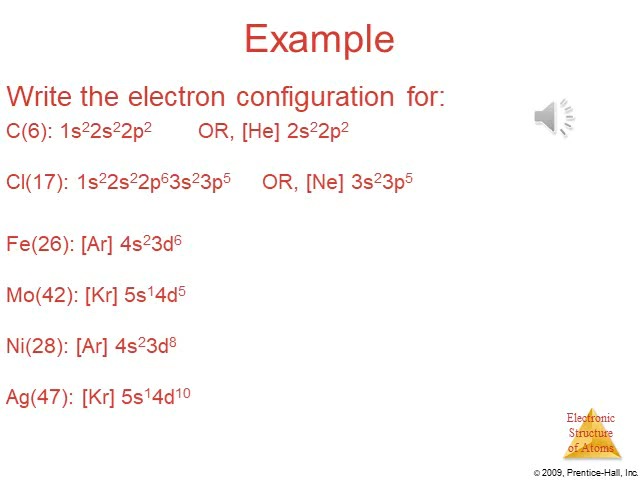 Example
Write the electron configuration for:
C(6): 1s²2s²2p² OR, [He] 2s²2p²
Cl(17): 1s²2s²2p⁶3s²3p⁵ OR, [Ne] 3s²3p⁵
Fe(26): [Ar] 4s²3d⁶
Mo(42): [Kr] 5s¹4d⁵
Ni(28): [Ar] 4s²3d⁸
Ag(47): [Kr] 5s¹4d¹⁰
Electronic
Structure
of Atoms
© 2009, Prentice-Hall, Inc.